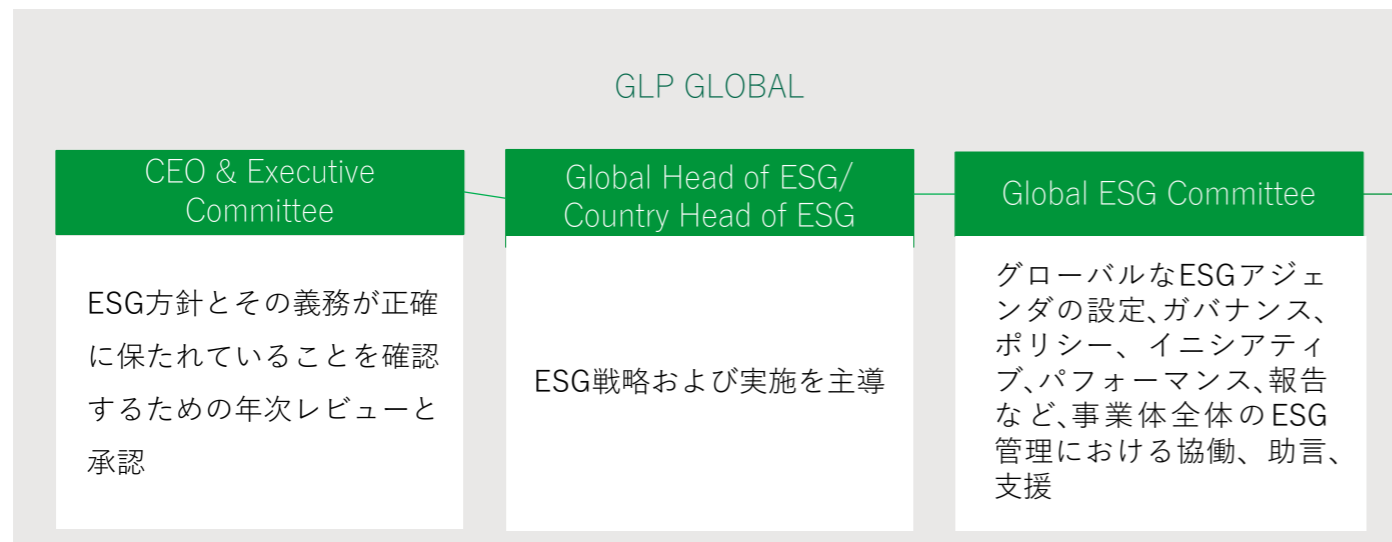 GLP GLOBAL
CEO & Executive
Committee
ESG方針とその義務が正確
に保たれていることを確認
するための年次レビューと
承認
Global Head of ESG/
Country Head of ESG
ESG戦略および実施を主導
Global ESG Committee
グローバルなESGアジェ
ンダの設定、ガバナンス、
ポリシー、イニシアティ
ブ、パフォーマンス、報告
など、事業体全体のESG
管理における協働、助言、
支援